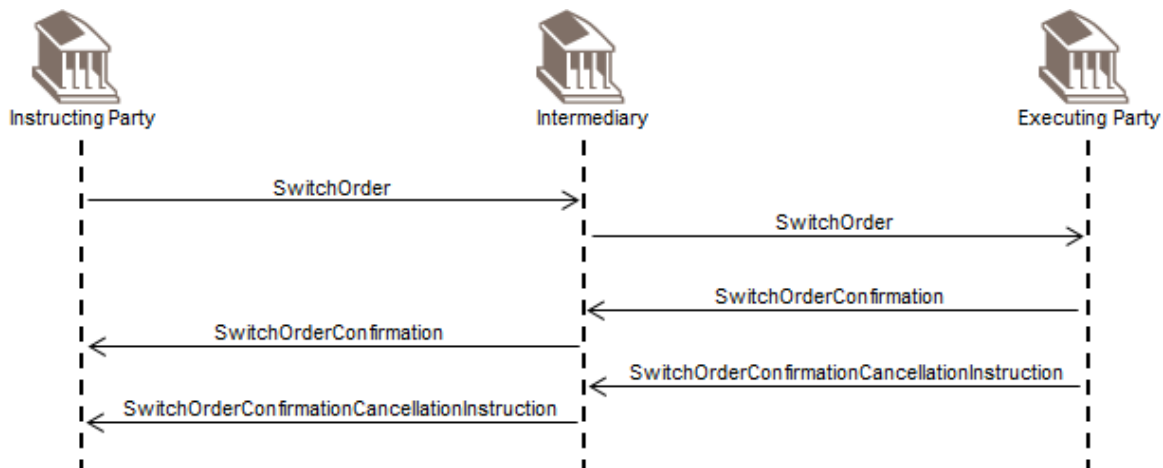 Instructing Party
Intermediary
Executing Party
SwitchOrder
SwitchOrder
SwitchOrderConfirmation
SwitchOrderConfirmation
SwitchOrderConfirmationCancellationInstruction
SwitchOrderConfirmationCancellationInstruction